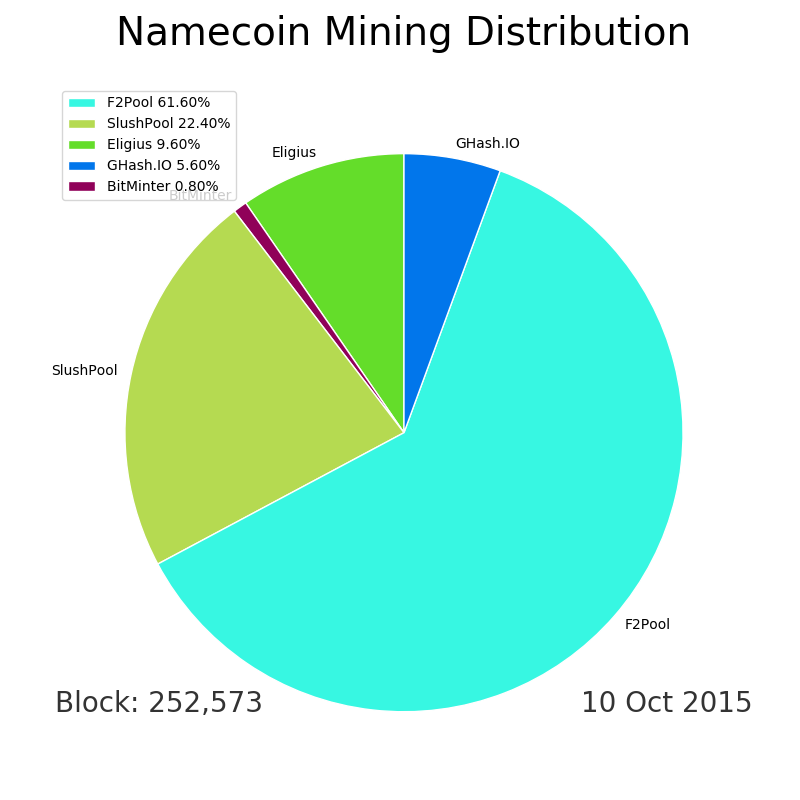 Namecoin Mining Distribution
F2Pool 61.60%
SlushPool 22.40%
Eligius 9.60%
GHash.IO 5.60%
BitMinter 0.80%
BitMinter
Eligius
GHash.IO
SlushPool
F2Pool
Block: 252,573
10 Oct 2015